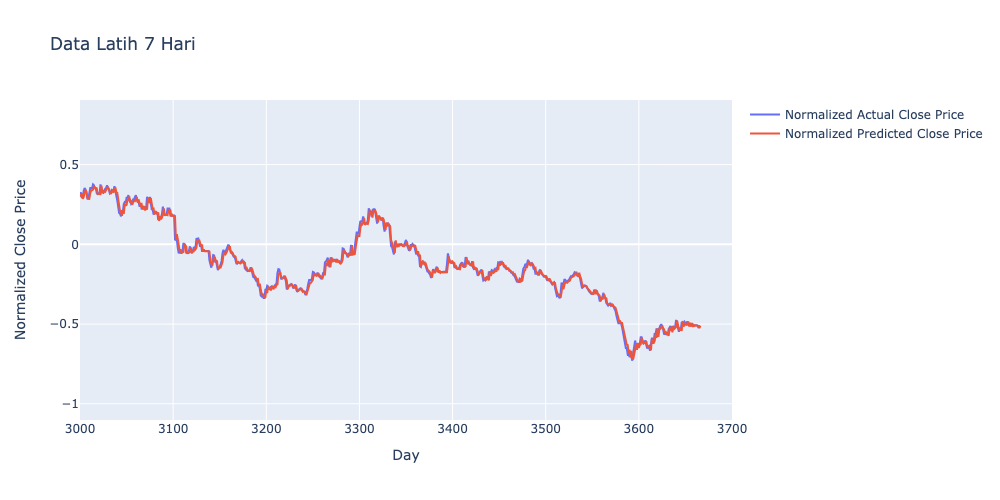 Data Latih 7 Hari
Normalized Actual Close Price
Normalized Predicted Close Price
Normalized Close Price
0.5
0
−0.5
−1
3000
3100
3200
3300
3400
3500
3600
3700
Day